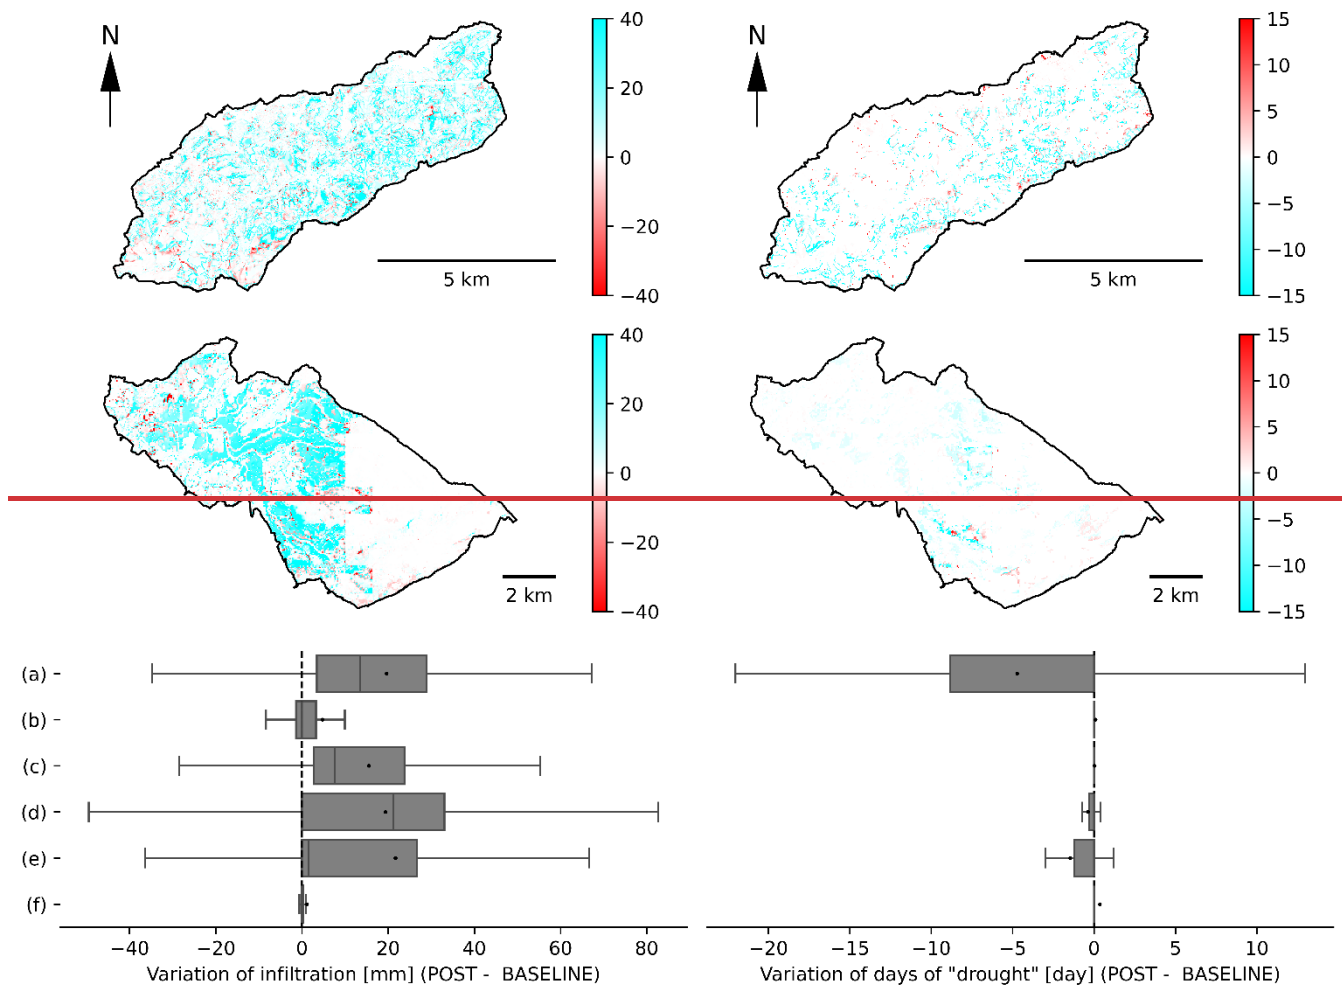 N
40
20
0
−20
−40
5 km
N
15
10
5
0
−5
−10
−15
5 km
40
20
0
−20
−40
2 km
15
10
5
0
−5
−10
−15
2 km
(a)
(b)
(c)
(d)
(e)
(f)
−40 −20 0 20 40 60 80
Variation of infiltration [mm] (POST - BASELINE)
−20 −15 −10 −5 0 5 10
Variation of days of "drought" [day] (POST - BASELINE)